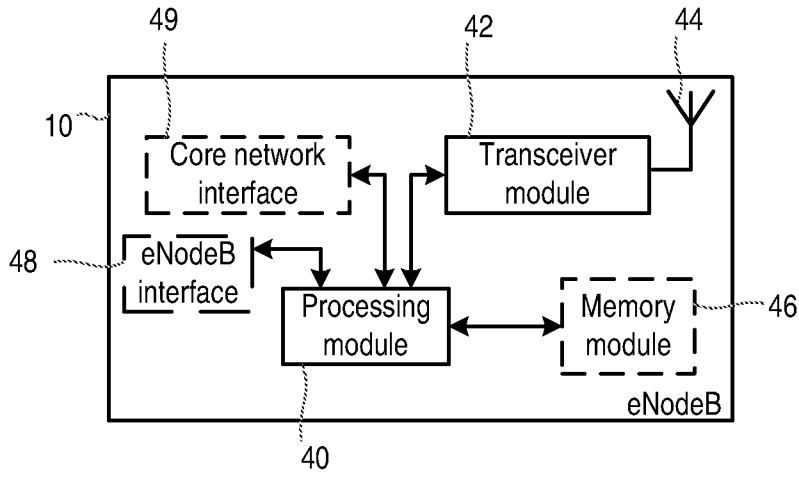 49
42
44
10
Core network
interface
Transceiver
module
48
eNodeB
interface
Processing
module
Memory
module
46
eNodeB
40